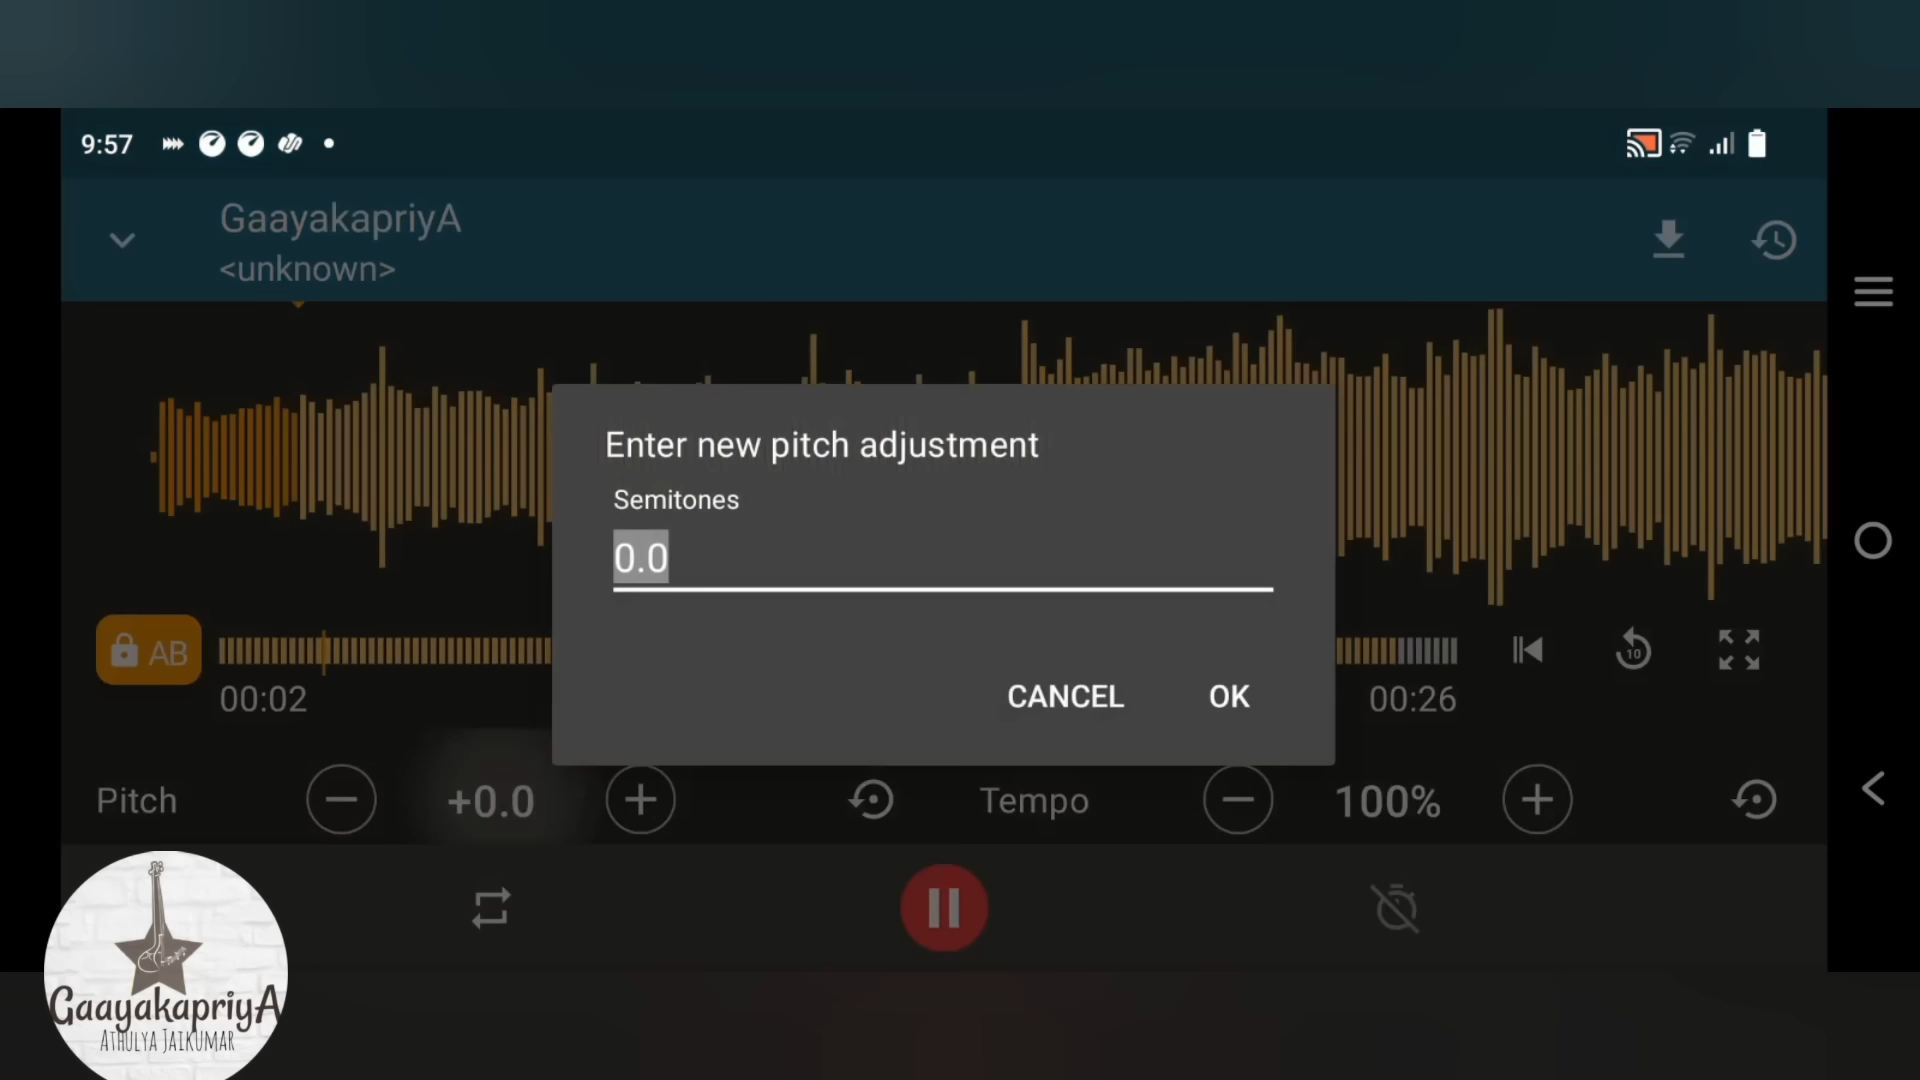 9:57
GaayakapriyA
<unknown>
Enter new pitch adjustment
Semitones
0.0
CANCEL
OK
AB
00:02
00:26
10
Pitch
+0.0
Tempo
100%
GaayakapriyA
ATHULYA JAIKUMAR